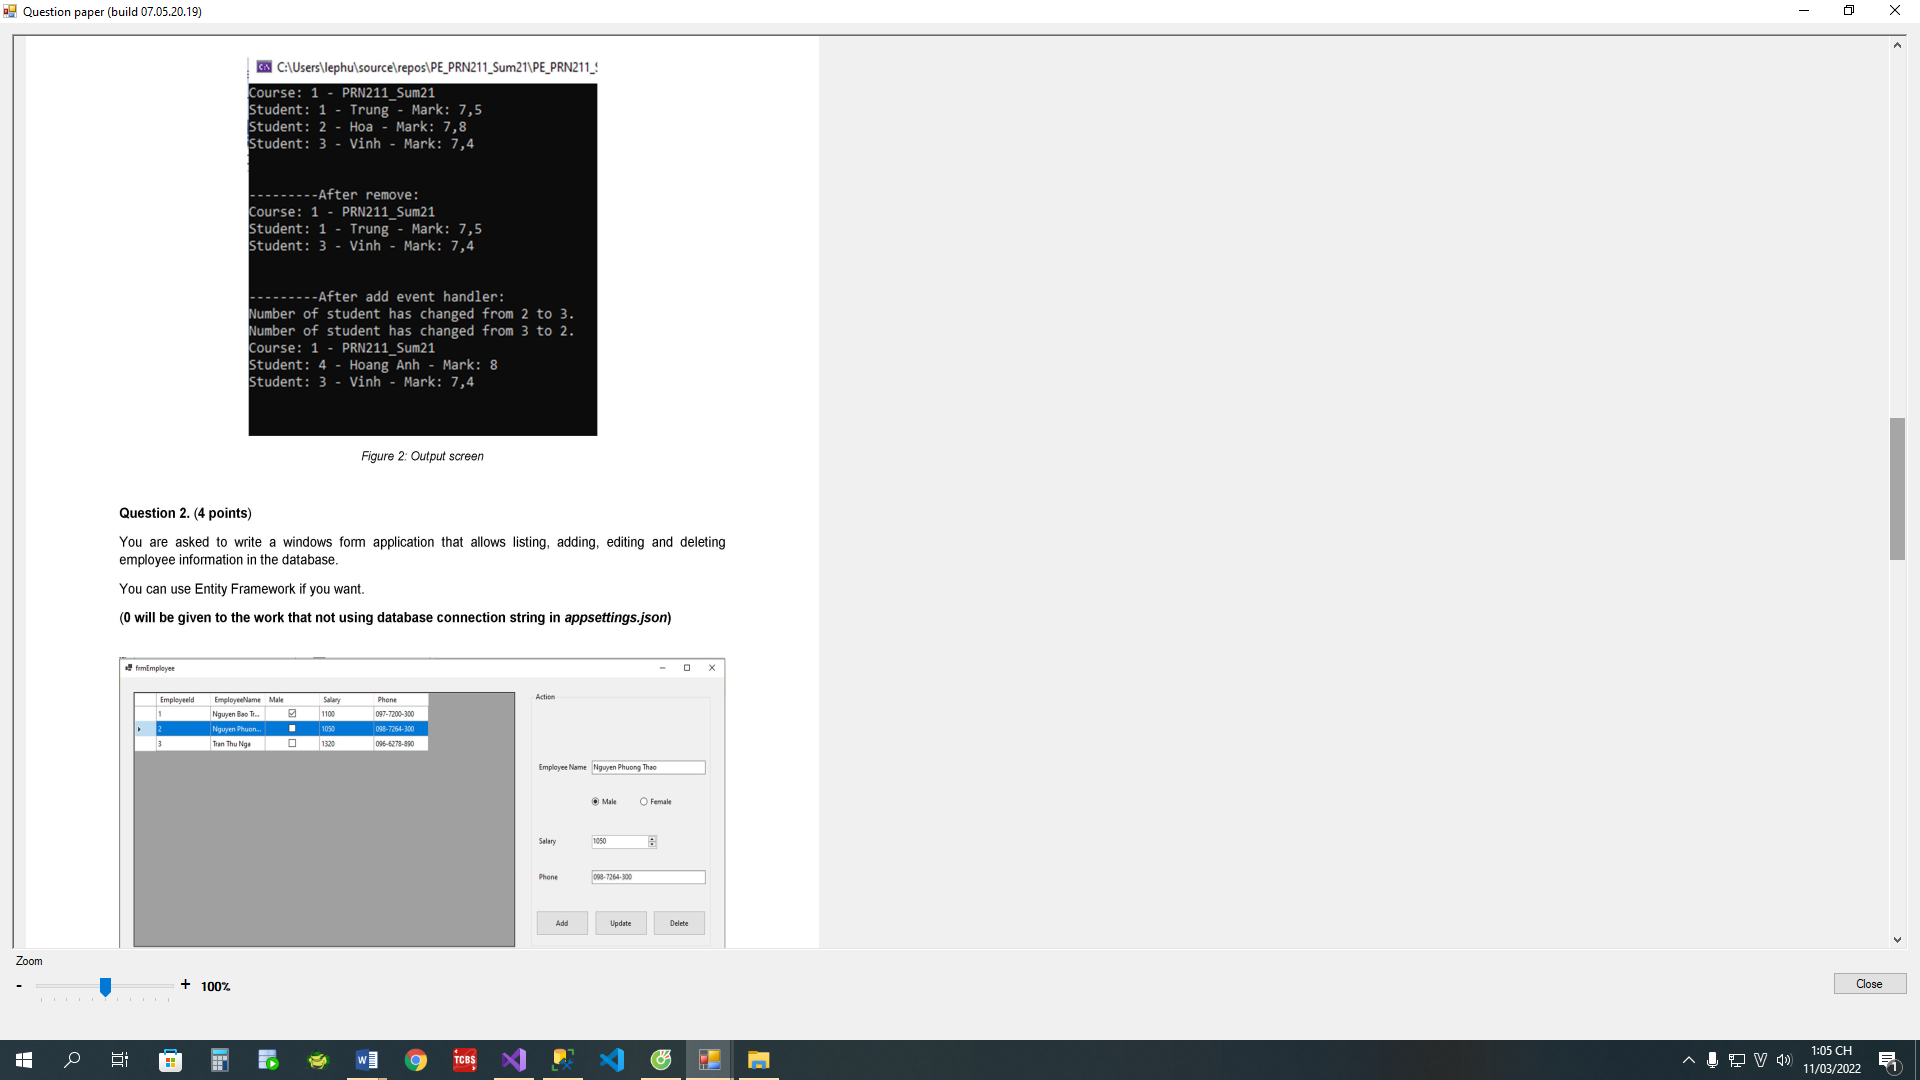 Question paper (build 07.05.20.19)
C:\Users\lephu\source\repos\PE_PRN211_Sum21\PE_PRN211_S
Course: 1 - PRN211_Sum21
Student: 1 - Trung - Mark: 7,5
Student: 2 - Hoa - Mark: 7,8
Student: 3 - Vinh - Mark: 7,4
---------After remove:
Course: 1 - PRN211_Sum21
Student: 1 - Trung - Mark: 7,5
Student: 3 - Vinh - Mark: 7,4
---------After add event handler:
Number of student has changed from 2 to 3.
Number of student has changed from 3 to 2.
Course: 1 - PRN211_Sum21
Student: 4 - Hoang Anh - Mark: 8
Student: 3 - Vinh - Mark: 7,4
Figure 2: Output screen
Question 2. (4 points)
You are asked to write a windows form application that allows listing, adding, editing and deleting
employee information in the database.
You can use Entity Framework if you want.
(0 will be given to the work that not using database connection string in appsettings.json)
frmEmployee
EmployeeId EmployeeName Male Salary Phone
1 Nguyen Bao Tr... 1100 097-7200-300
2 Nguyen Phuon... 1050 098-7264-300
3 Tran Thu Nga 1320 096-6278-890
Action
Employee Name Nguyen Phuong Thao
Male Female
Salary 1050
Phone 098-7264-300
Add Update Delete
Zoom
- + 100%
Close
TCBS
1:05 CH
11/03/2022
1